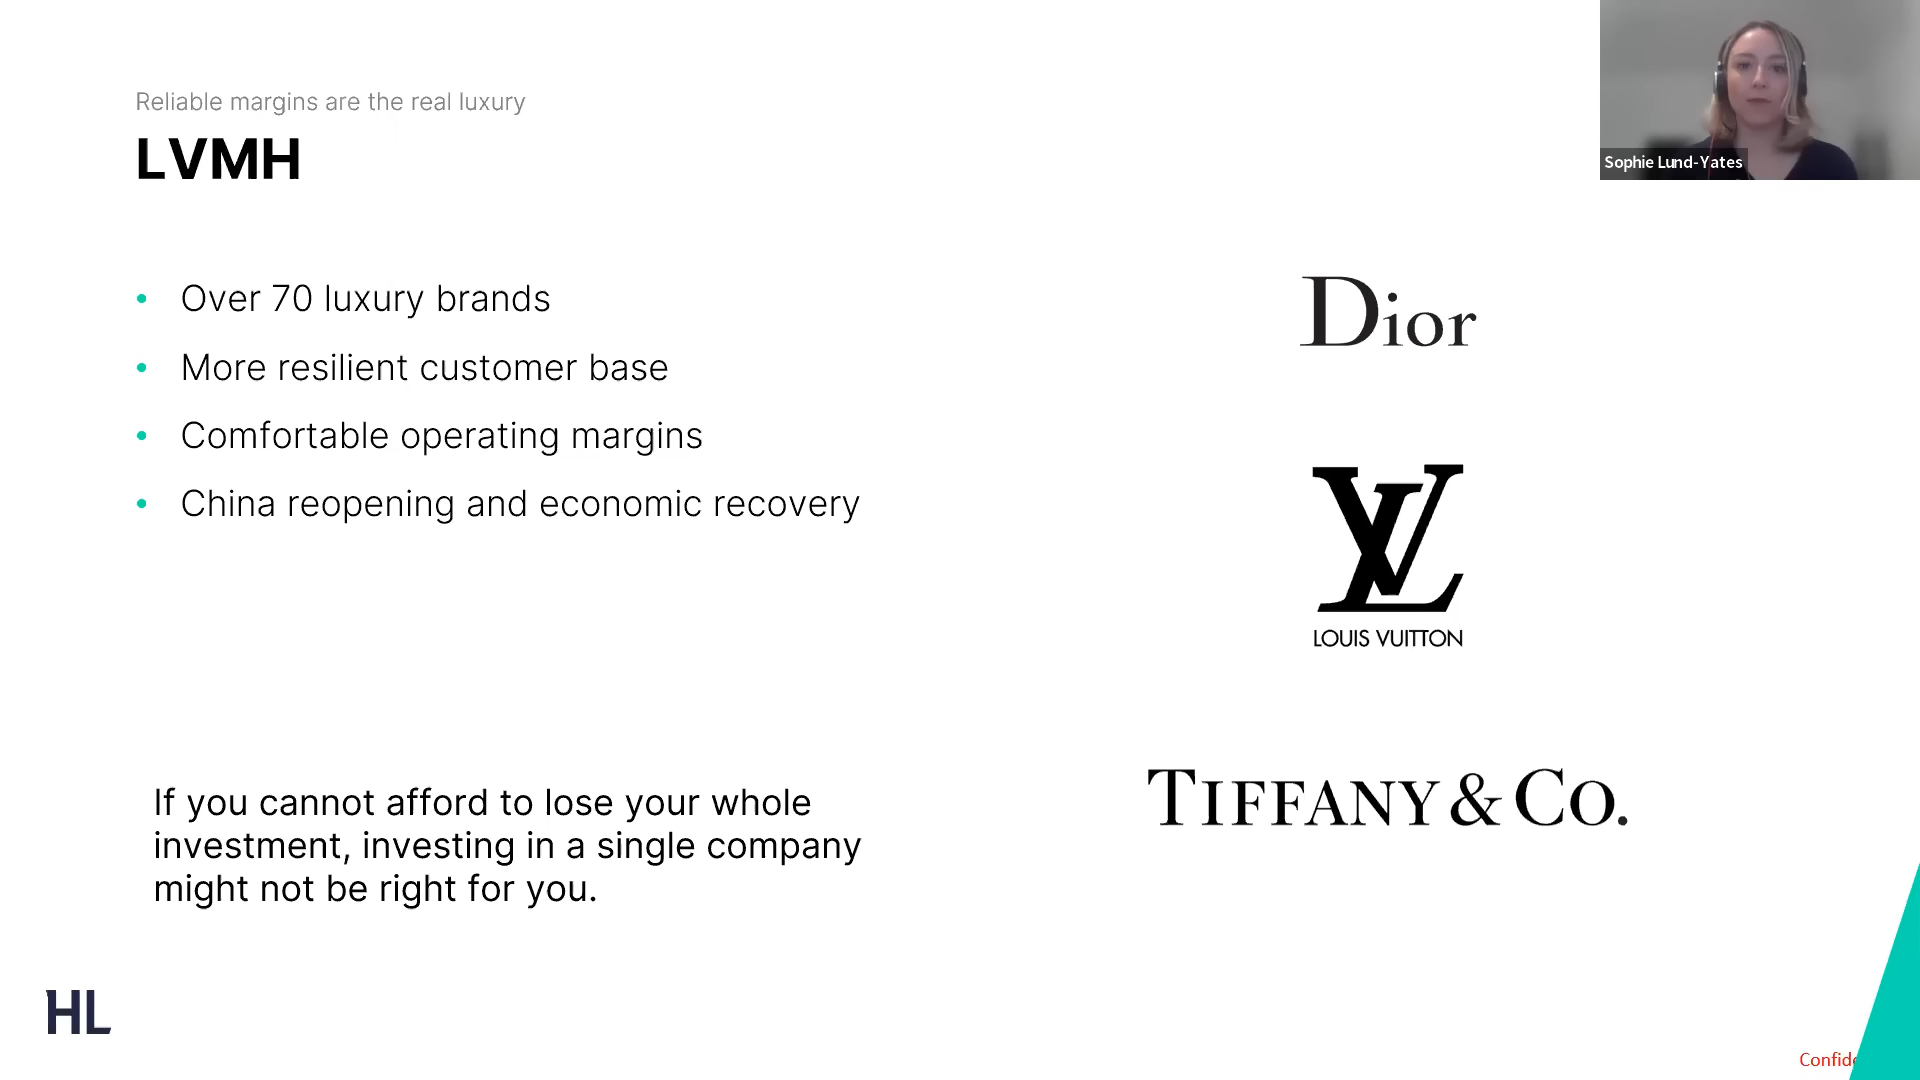 Reliable margins are the real luxury
LVMH
Sophie Lund-Yates
• Over 70 luxury brands
• More resilient customer base
• Comfortable operating margins
• China reopening and economic recovery
Dior
LV
LOUIS VUITTON
TIFFANY & CO.
If you cannot afford to lose your whole
investment, investing in a single company
might not be right for you.
HL